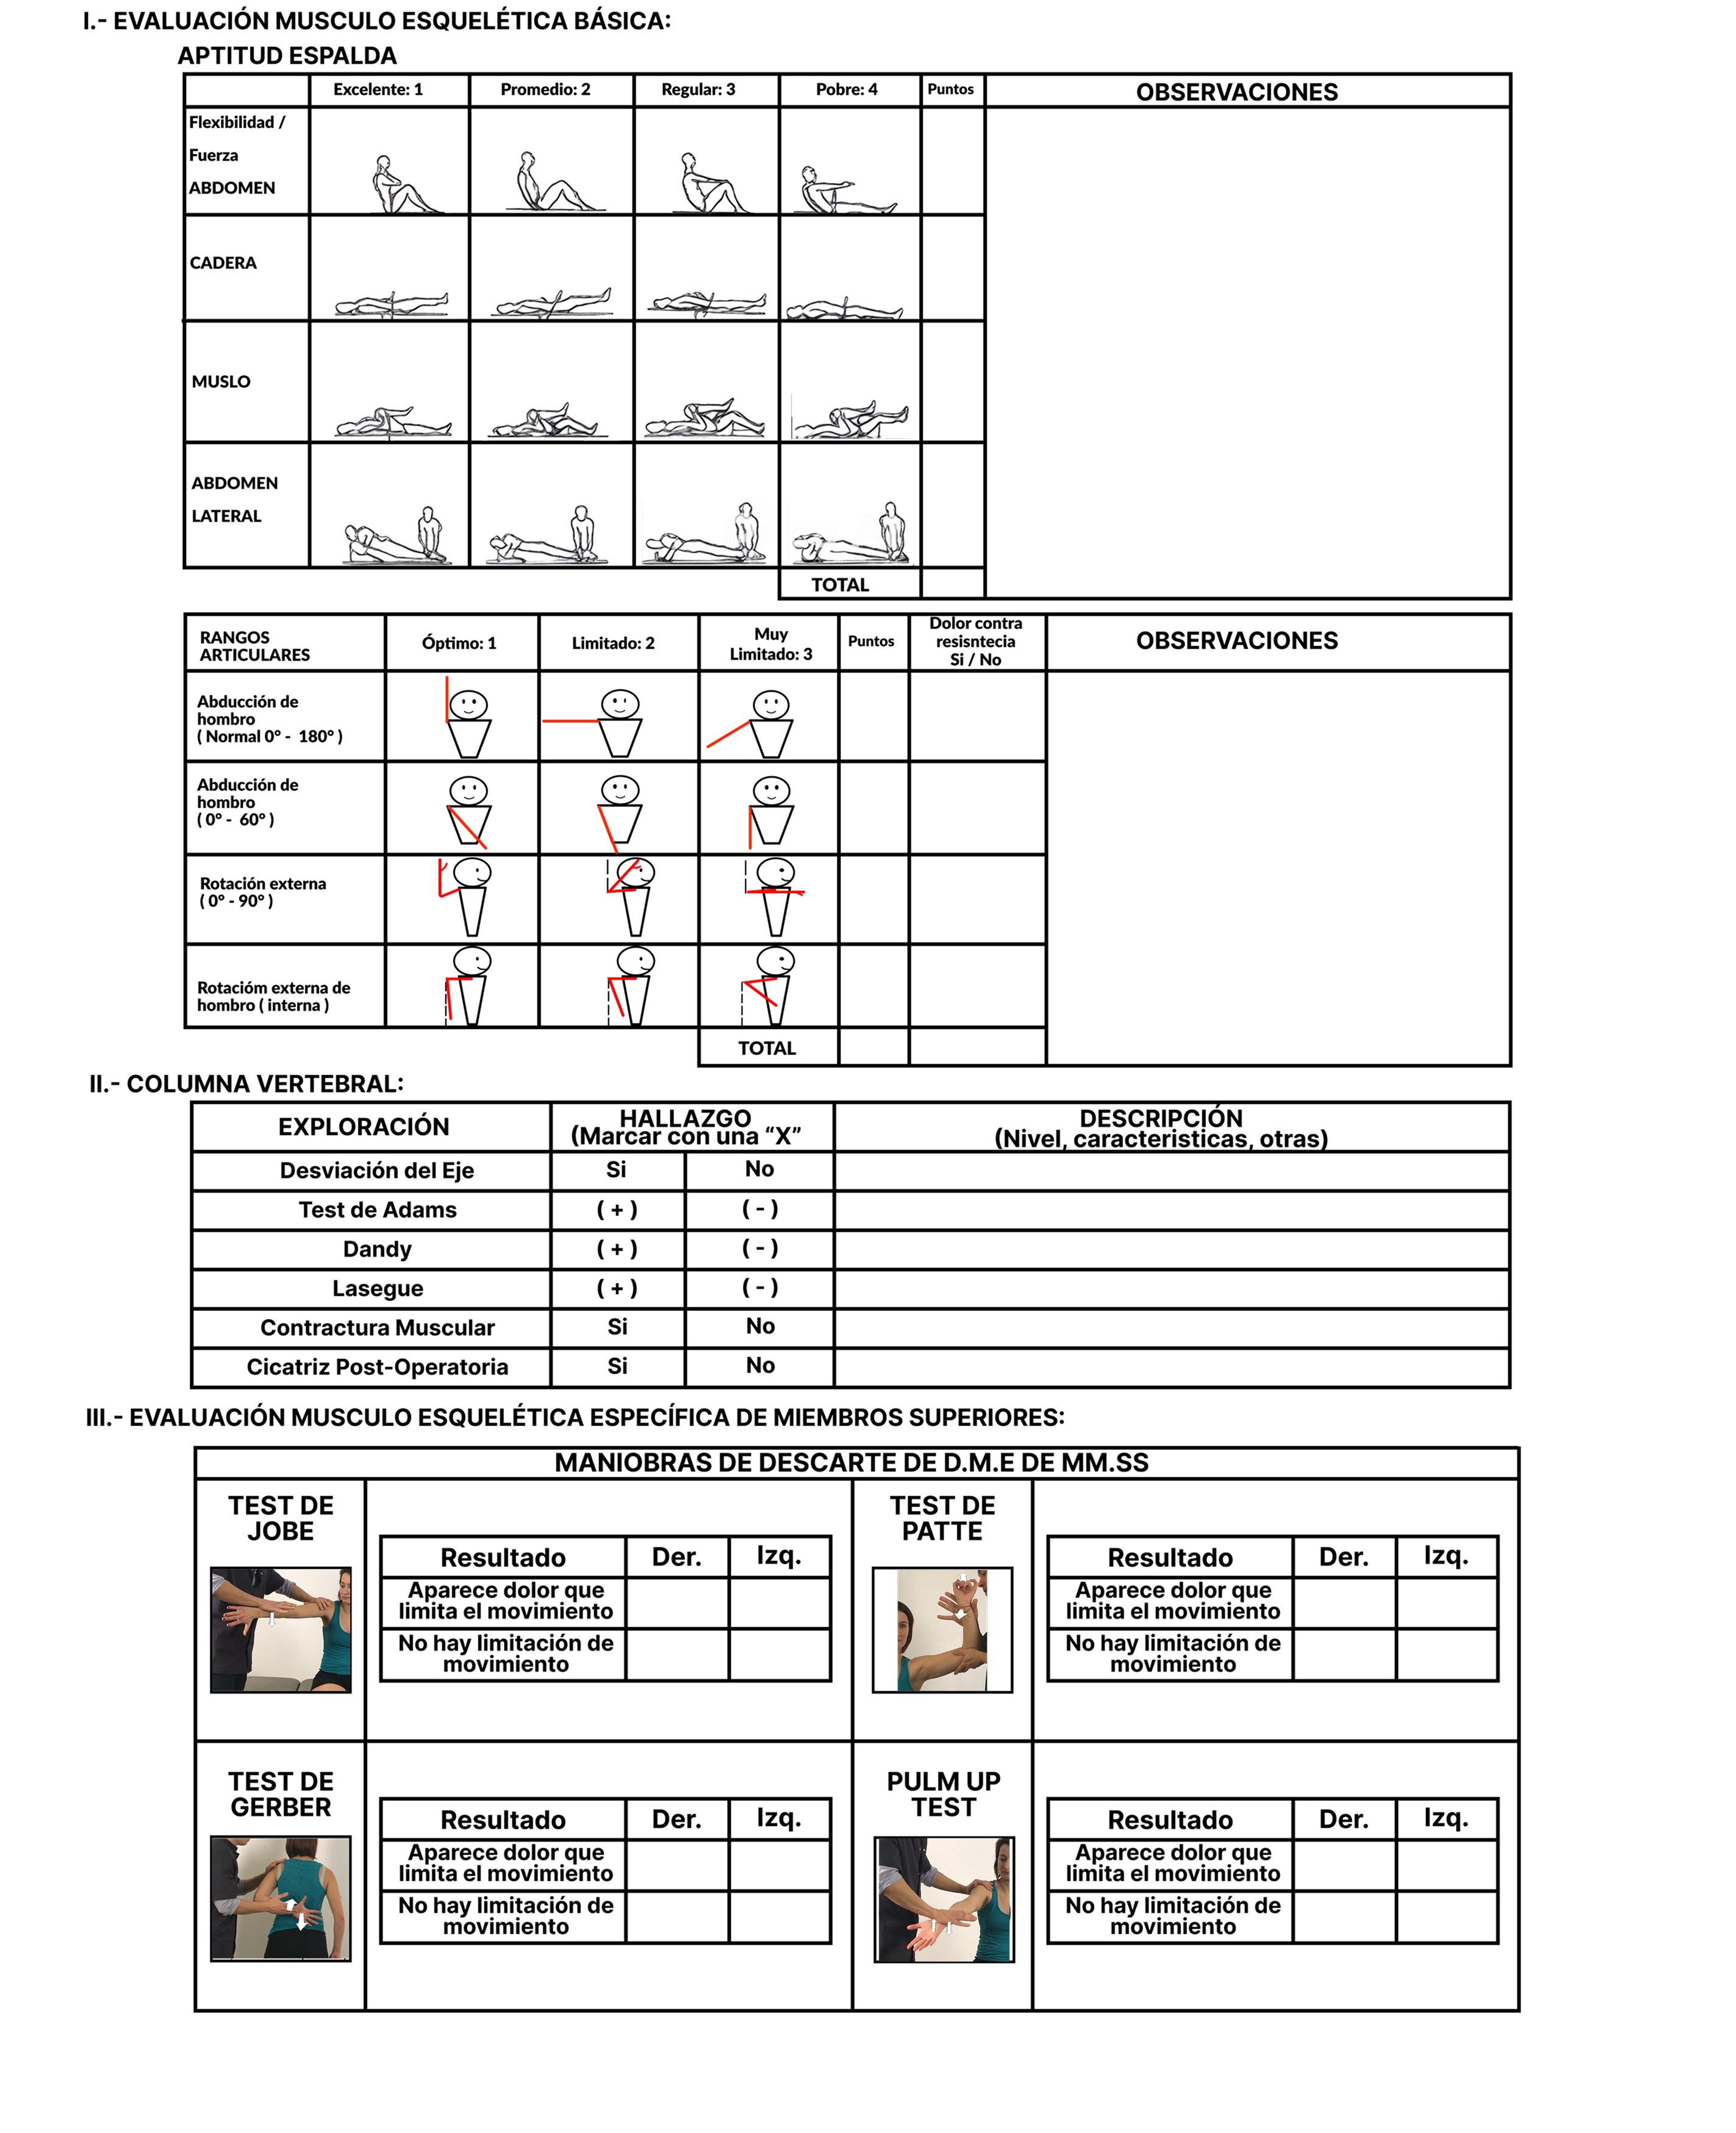 I.- EVALUACIÓN MUSCULO ESQUELÉTICA BÁSICA:
APTITUD ESPALDA
Excelente: 1 Promedio: 2 Regular: 3 Pobre: 4 Puntos OBSERVACIONES
Flexibilidad /
Fuerza
ABDOMEN
CADERA
MUSLO
ABDOMEN
LATERAL
TOTAL
RANGOS
ARTICULARES
Óptimo: 1
Limitado: 2
Muy
Limitado: 3
Puntos
Dolor contra
resisntecia
Si / No
OBSERVACIONES
Abducción de
hombro
( Normal 0° - 180° )
Abducción de
hombro
( 0° - 60° )
Rotación externa
( 0° - 90° )
Rotacióm externa de
hombro ( interna )
TOTAL
II.- COLUMNA VERTEBRAL:
EXPLORACIÓN
HALLAZGO
(Marcar con una “X”
DESCRIPCIÓN
(Nivel, caracteristicas, otras)
Desviación del Eje Si No
Test de Adams ( + ) ( - )
Dandy ( + ) ( - )
Lasegue ( + ) ( - )
Contractura Muscular Si No
Cicatriz Post-Operatoria Si No
III.- EVALUACIÓN MUSCULO ESQUELÉTICA ESPECÍFICA DE MIEMBROS SUPERIORES:
MANIOBRAS DE DESCARTE DE D.M.E DE MM.SS
TEST DE
JOBE
Resultado Der. Izq.
Aparece dolor que
limita el movimiento
No hay limitación de
movimiento
TEST DE
PATTE
Resultado Der. Izq.
Aparece dolor que
limita el movimiento
No hay limitación de
movimiento
TEST DE
GERBER
Resultado Der. Izq.
Aparece dolor que
limita el movimiento
No hay limitación de
movimiento
PULM UP
TEST
Resultado Der. Izq.
Aparece dolor que
limita el movimiento
No hay limitación de
movimiento